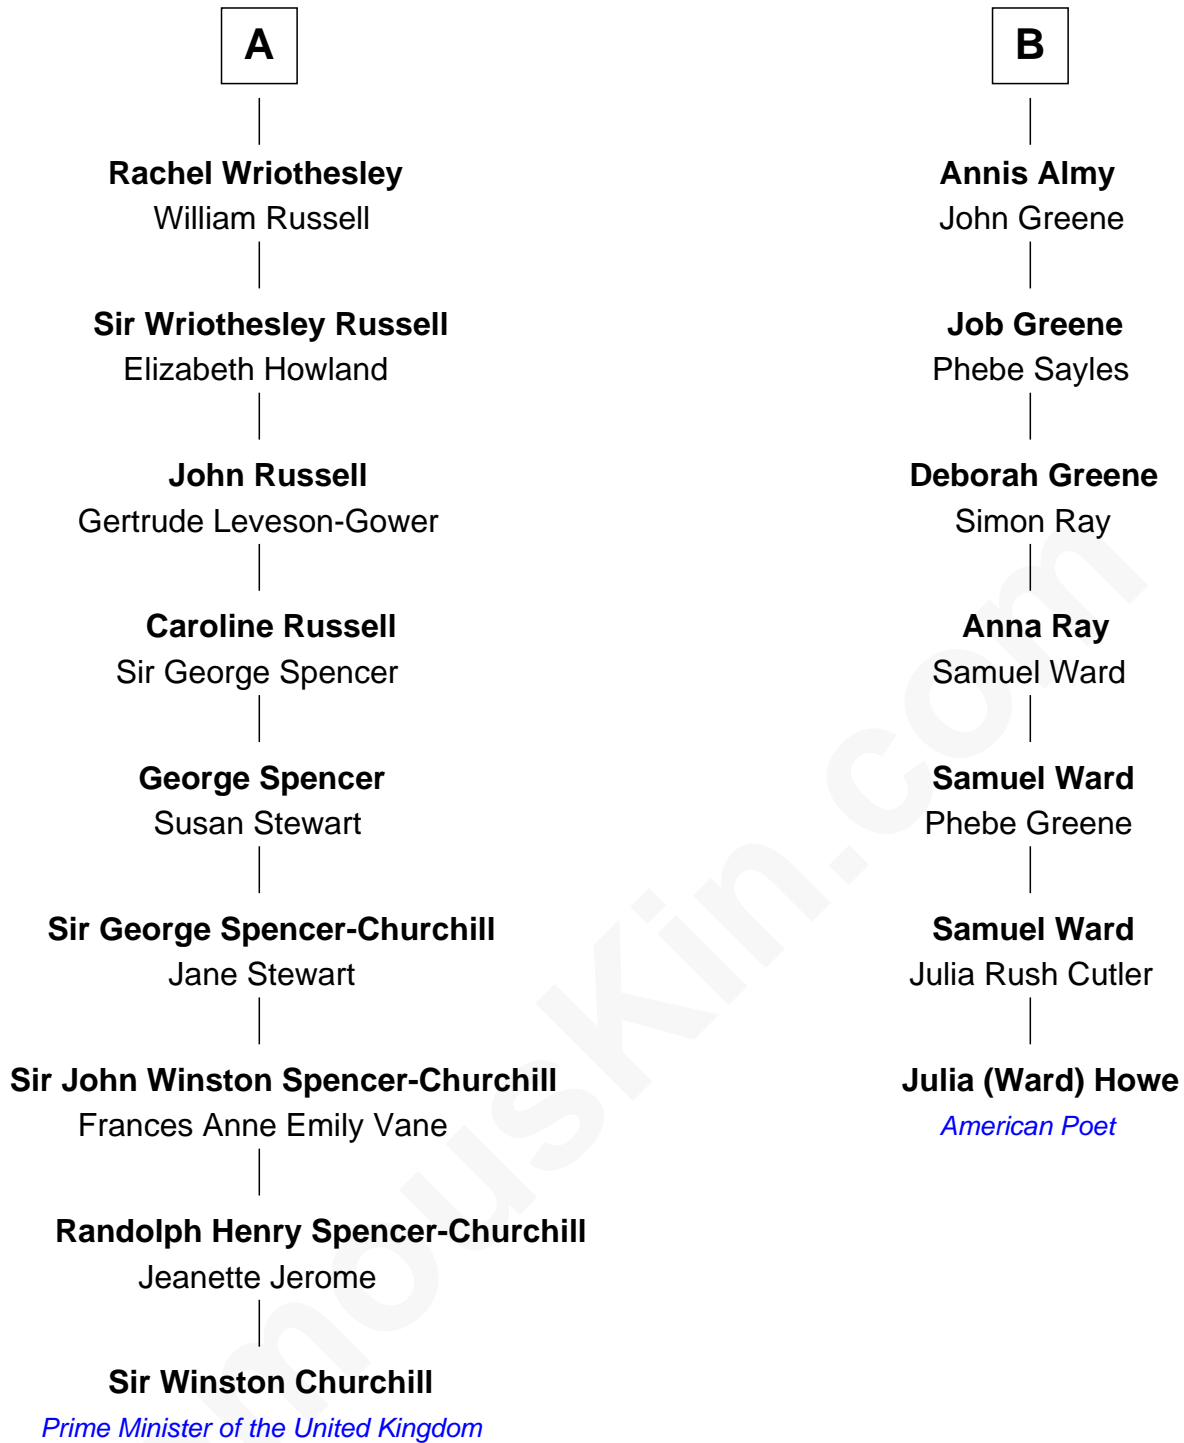 A
Rachel Wriothesley
William Russell
Sir Wriothesley Russell
Elizabeth Howland
John Russell
Gertrude Leveson-Gower
Caroline Russell
Sir George Spencer
George Spencer
Susan Stewart
Sir George Spencer-Churchill
Jane Stewart
Sir John Winston Spencer-Churchill
Frances Anne Emily Vane
Randolph Henry Spencer-Churchill
Jeanette Jerome
Sir Winston Churchill
Prime Minister of the United Kingdom
B
Annis Almy
John Greene
Job Greene
Phebe Sayles
Deborah Greene
Simon Ray
Anna Ray
Samuel Ward
Samuel Ward
Phebe Greene
Samuel Ward
Julia Rush Cutler
Julia (Ward) Howe
American Poet
mousKin.com